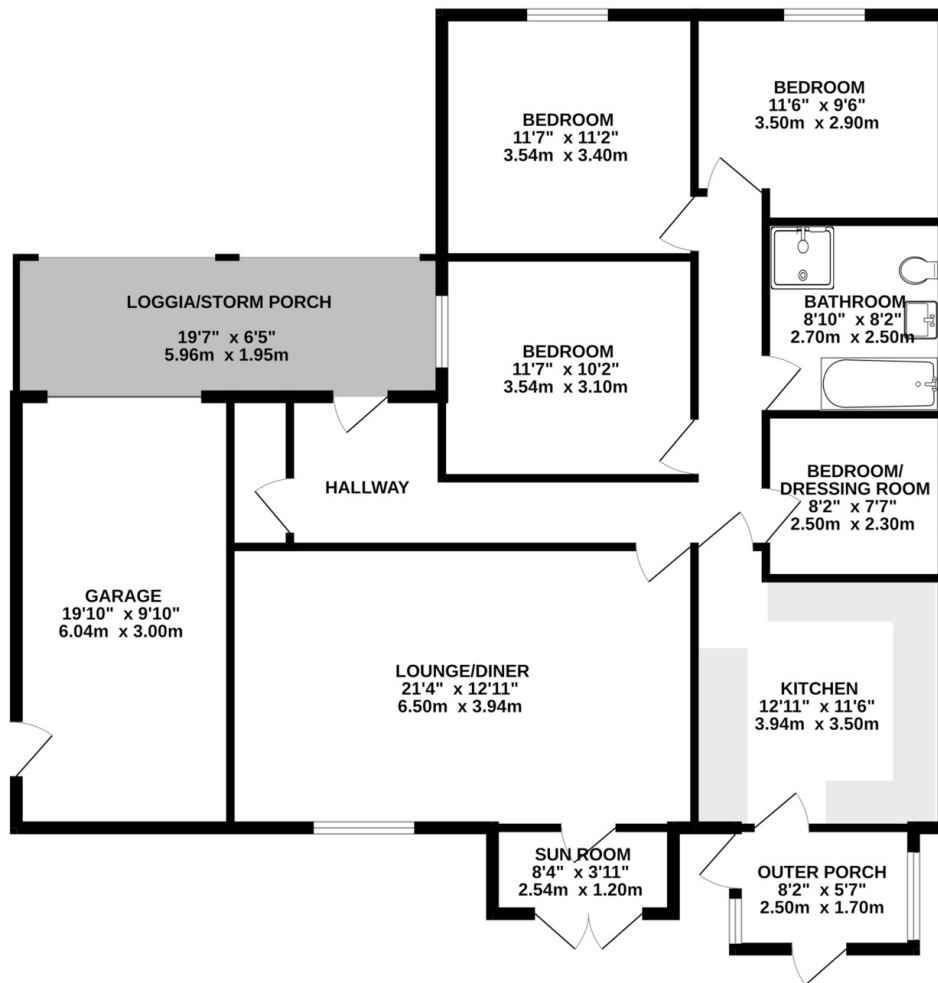 BEDROOM
11'7" x 11'2"
3.54m x 3.40m
BEDROOM
11'6" x 9'6"
3.50m x 2.90m
LOGGIA/STORM PORCH
19'7" x 6'5"
5.96m x 1.95m
BEDROOM
11'7" x 10'2"
3.54m x 3.10m
BATHROOM
8'10" x 8'2"
2.70m x 2.50m
HALLWAY
BEDROOM/
DRESSING ROOM
8'2" x 7'7"
2.50m x 2.30m
GARAGE
19'10" x 9'10"
6.04m x 3.00m
LOUNGE/DINER
21'4" x 12'11"
6.50m x 3.94m
KITCHEN
12'11" x 11'6"
3.94m x 3.50m
SUN ROOM
8'4" x 3'11"
2.54m x 1.20m
OUTER PORCH
8'2" x 5'7"
2.50m x 1.70m